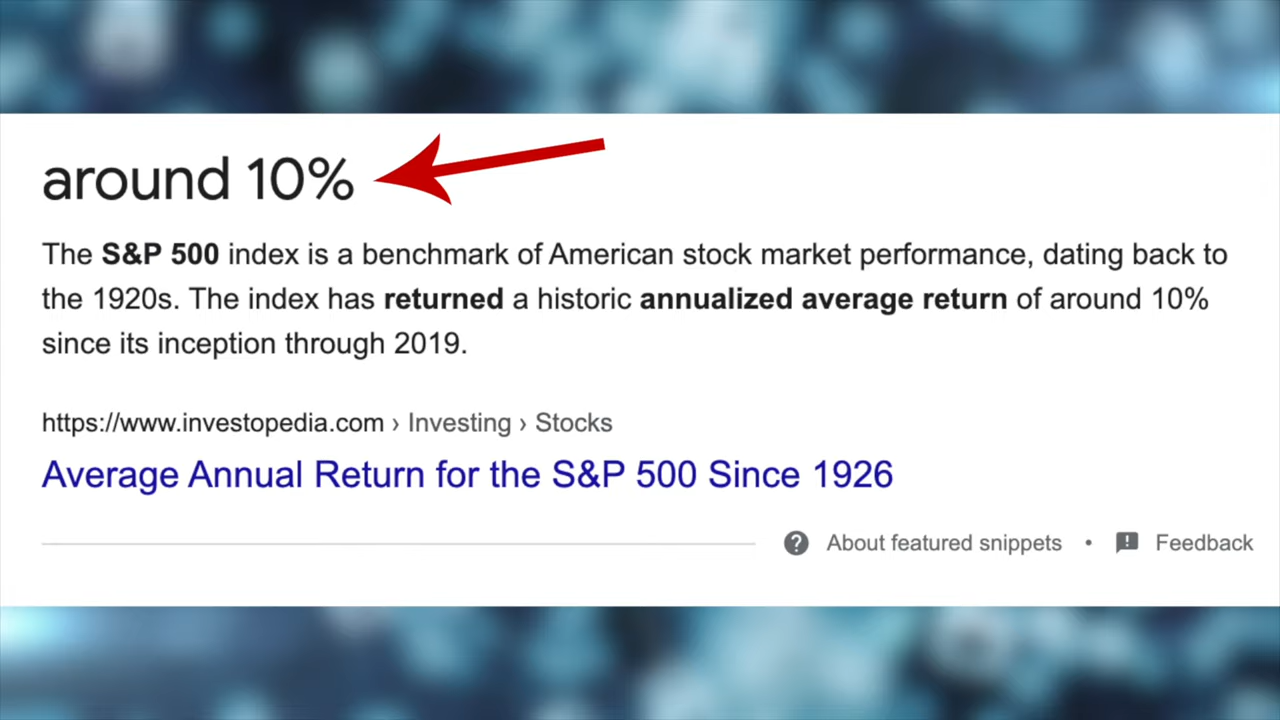 around 10%
The S&P 500 index is a benchmark of American stock market performance, dating back to
the 1920s. The index has returned a historic annualized average return of around 10%
since its inception through 2019.
https://www.investopedia.com › Investing › Stocks
Average Annual Return for the S&P 500 Since 1926
About featured snippets • Feedback